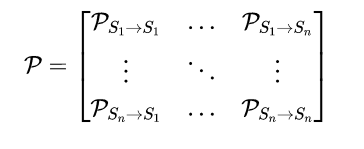 𝒫 = [ 𝒫_{S₁→S₁} … 𝒫_{S₁→Sₙ}
⋮ ⋱ ⋮
𝒫_{Sₙ→S₁} … 𝒫_{Sₙ→Sₙ} ]